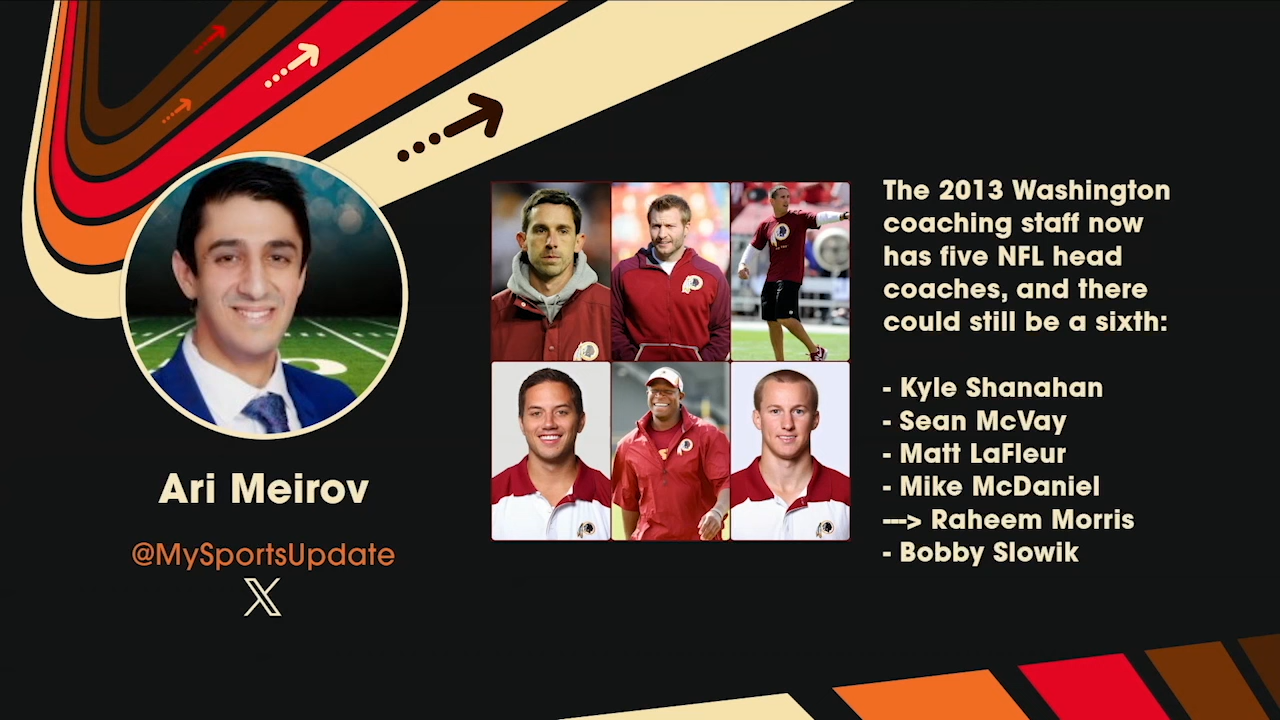 Ari Meirov
@MySportsUpdate
The 2013 Washington
coaching staff now
has five NFL head
coaches, and there
could still be a sixth:
- Kyle Shanahan
- Sean McVay
- Matt LaFleur
- Mike McDaniel
---> Raheem Morris
- Bobby Slowik